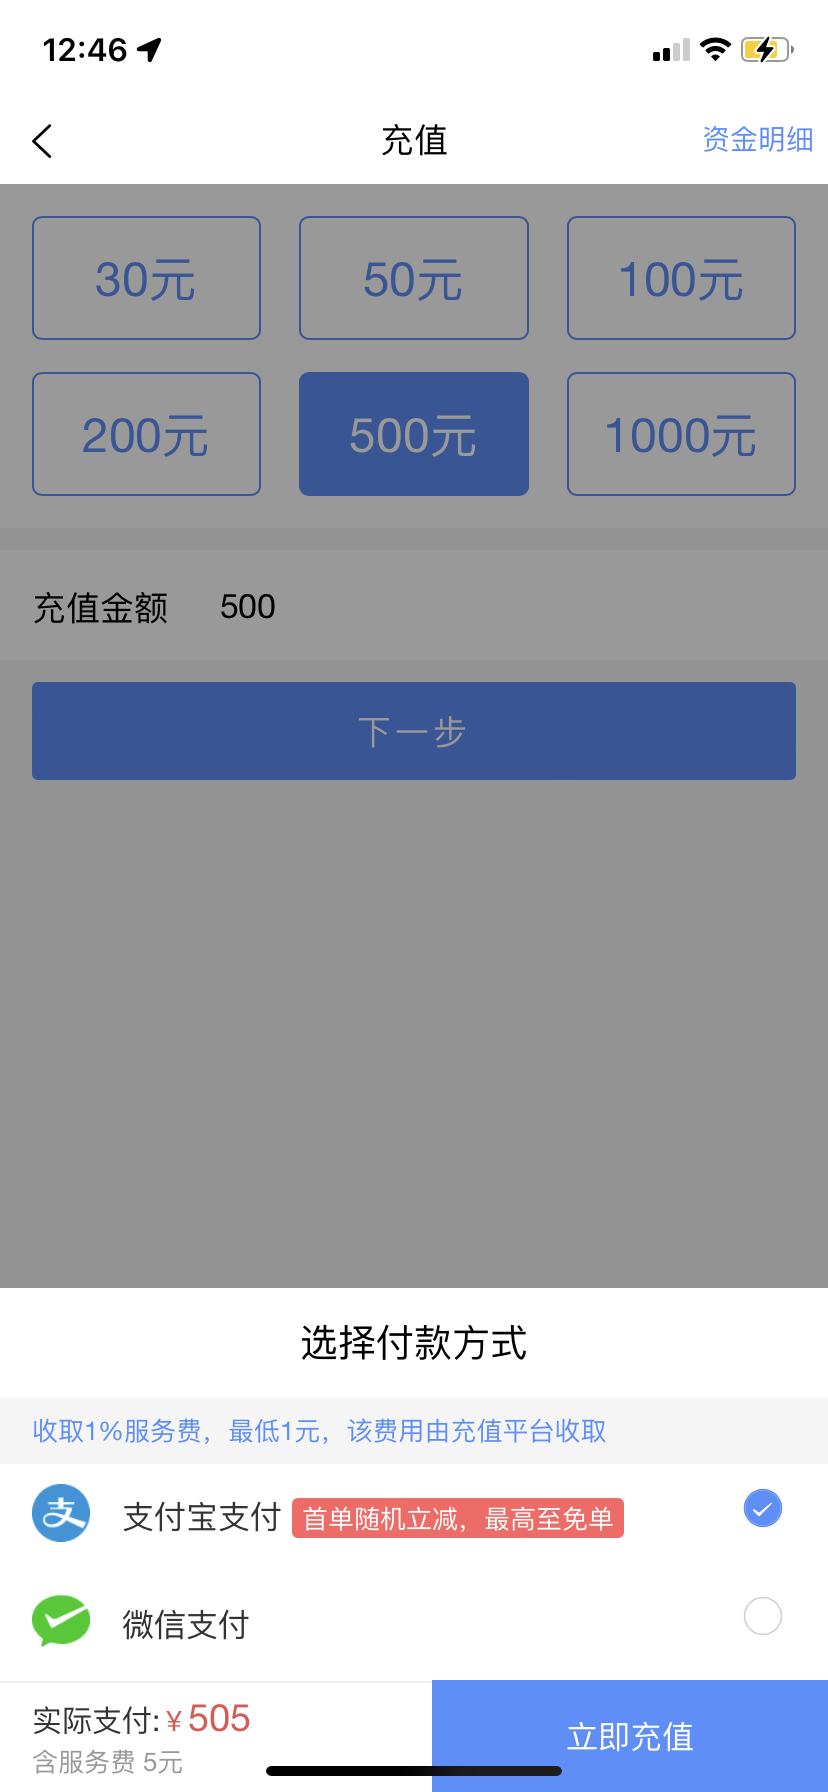 12:46
充值
资金明细
30元
50元
100元
200元
500元
1000元
充值金额 500
下一步
选择付款方式
收取1%服务费，最低1元，该费用由充值平台收取
支 支付宝支付 首单随机立减，最高至免单
微信支付
实际支付:¥505
含服务费 5元
立即充值